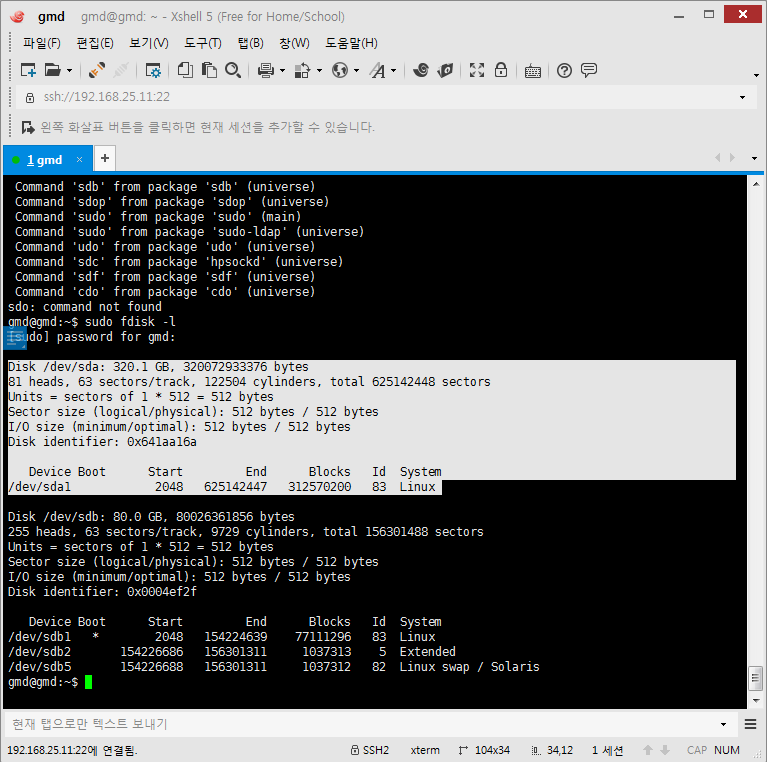 gmd gmd@gmd: ~ - Xshell 5 (Free for Home/School)
파일(F) 편집(E) 보기(V) 도구(T) 탭(B) 창(W) 도움말(H)
ssh://192.168.25.11:22
왼쪽 화살표 버튼을 클릭하면 현재 세션을 추가할 수 있습니다.
1 gmd × +
Command 'sdb' from package 'sdb' (universe)
Command 'sdop' from package 'sdop' (universe)
Command 'sudo' from package 'sudo' (main)
Command 'sudo' from package 'sudo-ldap' (universe)
Command 'udo' from package 'udo' (universe)
Command 'sdc' from package 'hpsockd' (universe)
Command 'sdf' from package 'sdf' (universe)
Command 'cdo' from package 'cdo' (universe)
sdo: command not found
gmd@gmd:~$ sudo fdisk -l
[sudo] password for gmd:
Disk /dev/sda: 320.1 GB, 320072933376 bytes
81 heads, 63 sectors/track, 122504 cylinders, total 625142448 sectors
Units = sectors of 1 * 512 = 512 bytes
Sector size (logical/physical): 512 bytes / 512 bytes
I/O size (minimum/optimal): 512 bytes / 512 bytes
Disk identifier: 0x641aa16a
Device Boot Start End Blocks Id System
/dev/sda1 2048 625142447 312570200 83 Linux
Disk /dev/sdb: 80.0 GB, 80026361856 bytes
255 heads, 63 sectors/track, 9729 cylinders, total 156301488 sectors
Units = sectors of 1 * 512 = 512 bytes
Sector size (logical/physical): 512 bytes / 512 bytes
I/O size (minimum/optimal): 512 bytes / 512 bytes
Disk identifier: 0x0004ef2f
Device Boot Start End Blocks Id System
/dev/sdb1 * 2048 154224639 77111296 83 Linux
/dev/sdb2 154226686 156301311 1037313 5 Extended
/dev/sdb5 154226688 156301311 1037312 82 Linux swap / Solaris
gmd@gmd:~$
현재 탭으로만 텍스트 보내기
192.168.25.11:22에 연결됨. SSH2 xterm 104x34 34,12 1 세션 CAP NUM